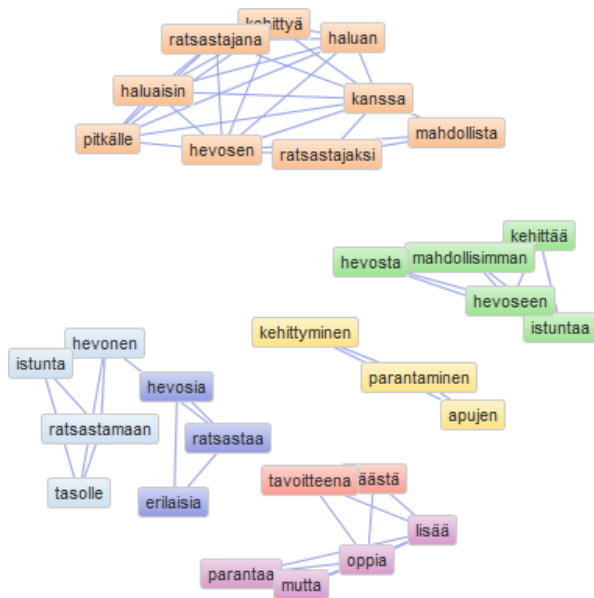 kehittyä
ratsastajana
haluan
haluaisin
kanssa
pitkälle
hevosen
ratsastajaksi
mahdollista
kehittää
hevosta
mahdollisimman
hevoseen
istuntaa
kehittyminen
parantaminen
apujen
hevonen
istunta
ratsastamaan
tasolle
hevosia
ratsastaa
erilaisia
tavoitteena
lisää
oppia
parantaa
mutta